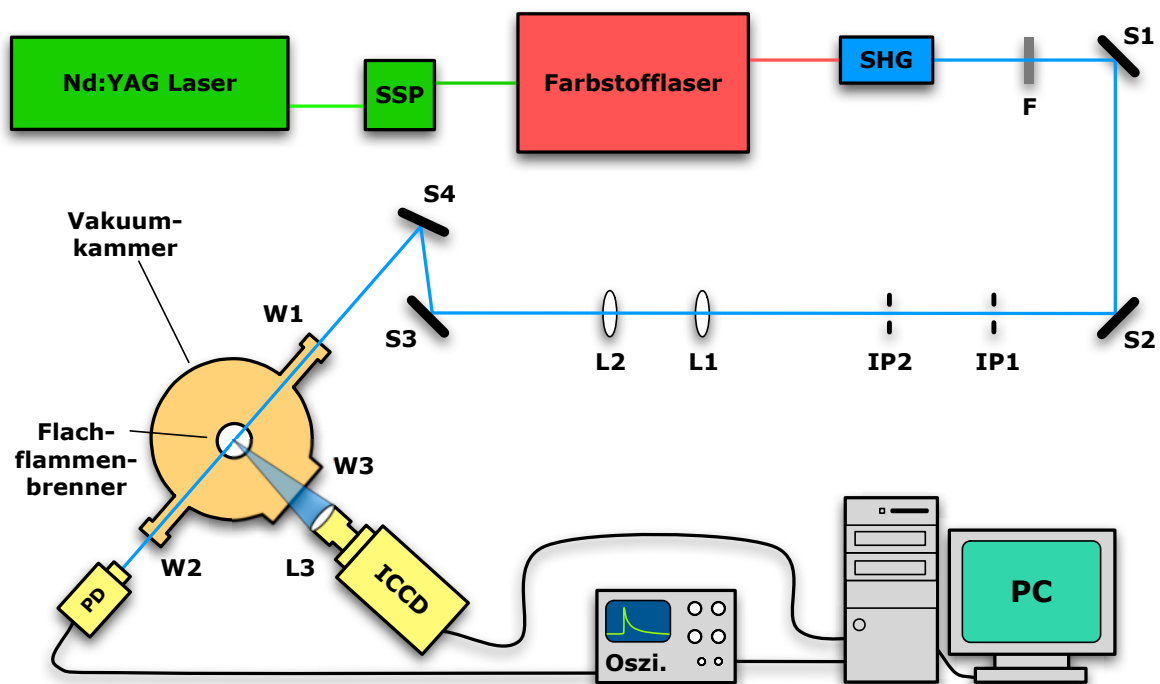 Nd:YAG Laser
SSP
Farbstofflaser
SHG
F
S1
S4
Vakuum-
kammer
W1
S3
L2
L1
IP2
IP1
S2
Flach-
flammen-
brenner
W3
W2
L3
ICCD
PD
Oszi.
PC